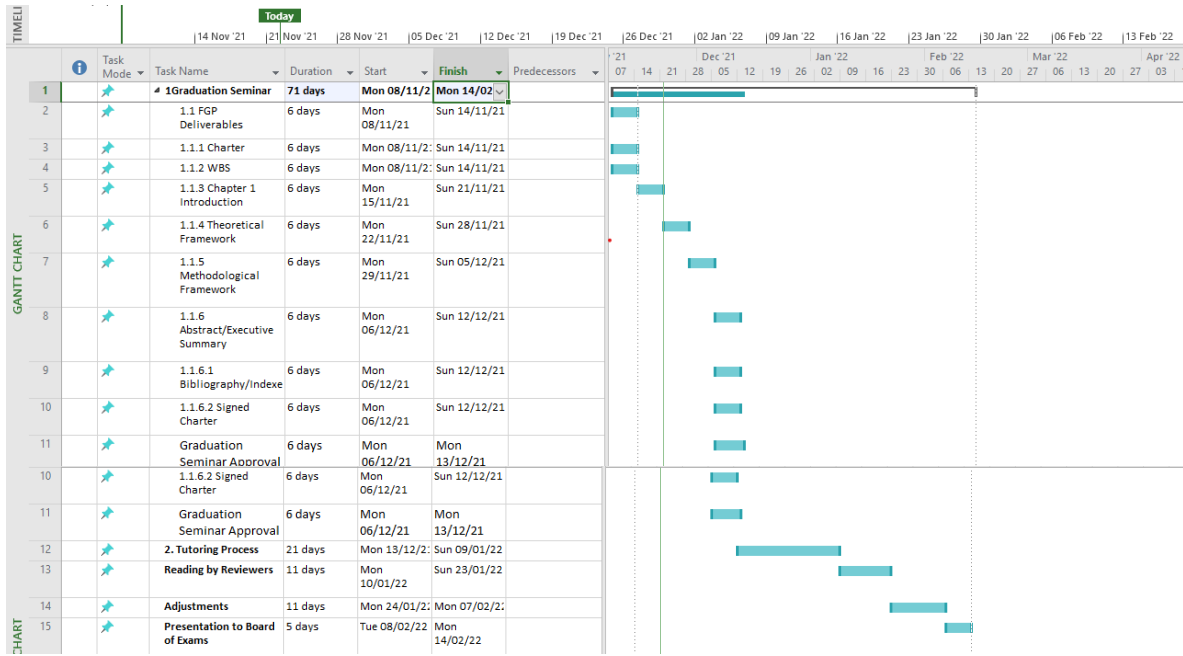 TIMELI
Today
14 Nov '21 21 Nov '21 28 Nov '21 05 Dec '21 12 Dec '21 19 Dec '21 26 Dec '21 02 Jan '22 09 Jan '22 16 Jan '22 23 Jan '22 30 Jan '22 06 Feb '22 13 Feb '22
Task Mode Task Name Duration Start Finish Predecessors
'21 Dec '21 Jan '22 Feb '22 Mar '22 Apr '22
07 14 21 28 05 12 19 26 02 09 16 23 30 06 13 20 27 06 13 20 27 03
GANTT CHART
1 1Graduation Seminar 71 days Mon 08/11/2 Mon 14/02
2 1.1 FGP Deliverables 6 days Mon 08/11/21 Sun 14/11/21
3 1.1.1 Charter 6 days Mon 08/11/2: Sun 14/11/21
4 1.1.2 WBS 6 days Mon 08/11/2: Sun 14/11/21
5 1.1.3 Chapter 1 Introduction 6 days Mon 15/11/21 Sun 21/11/21
6 1.1.4 Theoretical Framework 6 days Mon 22/11/21 Sun 28/11/21
7 1.1.5 Methodological Framework 6 days Mon 29/11/21 Sun 05/12/21
8 1.1.6 Abstract/Executive Summary 6 days Mon 06/12/21 Sun 12/12/21
9 1.1.6.1 Bibliography/Indexe 6 days Mon 06/12/21 Sun 12/12/21
10 1.1.6.2 Signed Charter 6 days Mon 06/12/21 Sun 12/12/21
11 Graduation Seminar Approval 6 days Mon 06/12/21 Mon 13/12/21
10 1.1.6.2 Signed Charter 6 days Mon 06/12/21 Sun 12/12/21
11 Graduation Seminar Approval 6 days Mon 06/12/21 Mon 13/12/21
12 2. Tutoring Process 21 days Mon 13/12/2: Sun 09/01/22
13 Reading by Reviewers 11 days Mon 10/01/22 Sun 23/01/22
14 Adjustments 11 days Mon 24/01/2: Mon 07/02/2:
15 Presentation to Board of Exams 5 days Tue 08/02/22 Mon 14/02/22
CHART